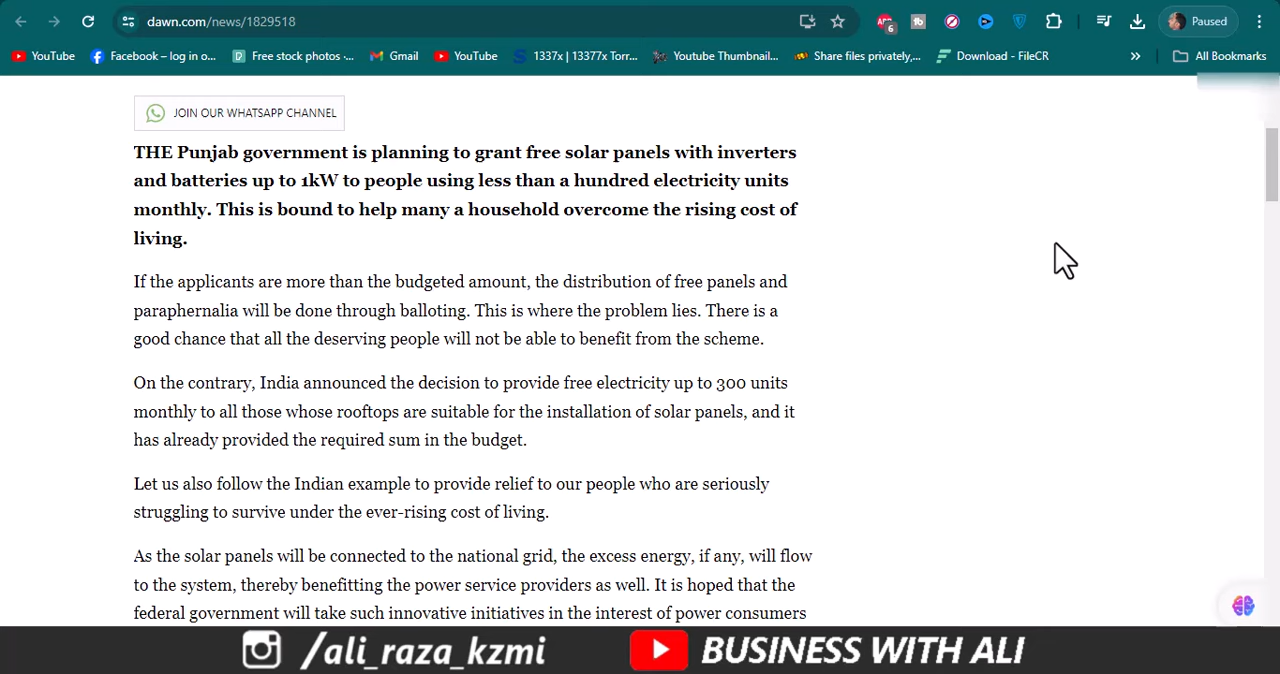 dawn.com/news/1829518
6
Paused
YouTube
Facebook – log in o...
Free stock photos ·...
Gmail
YouTube
1337x | 13377x Torr...
Youtube Thumbnail...
Share files privately,...
Download - FileCR
»
All Bookmarks
JOIN OUR WHATSAPP CHANNEL
THE Punjab government is planning to grant free solar panels with inverters
and batteries up to 1kW to people using less than a hundred electricity units
monthly. This is bound to help many a household overcome the rising cost of
living.
If the applicants are more than the budgeted amount, the distribution of free panels and
paraphernalia will be done through balloting. This is where the problem lies. There is a
good chance that all the deserving people will not be able to benefit from the scheme.
On the contrary, India announced the decision to provide free electricity up to 300 units
monthly to all those whose rooftops are suitable for the installation of solar panels, and it
has already provided the required sum in the budget.
Let us also follow the Indian example to provide relief to our people who are seriously
struggling to survive under the ever-rising cost of living.
As the solar panels will be connected to the national grid, the excess energy, if any, will flow
to the system, thereby benefitting the power service providers as well. It is hoped that the
federal government will take such innovative initiatives in the interest of power consumers
/ali_raza_kzmi
BUSINESS WITH ALI